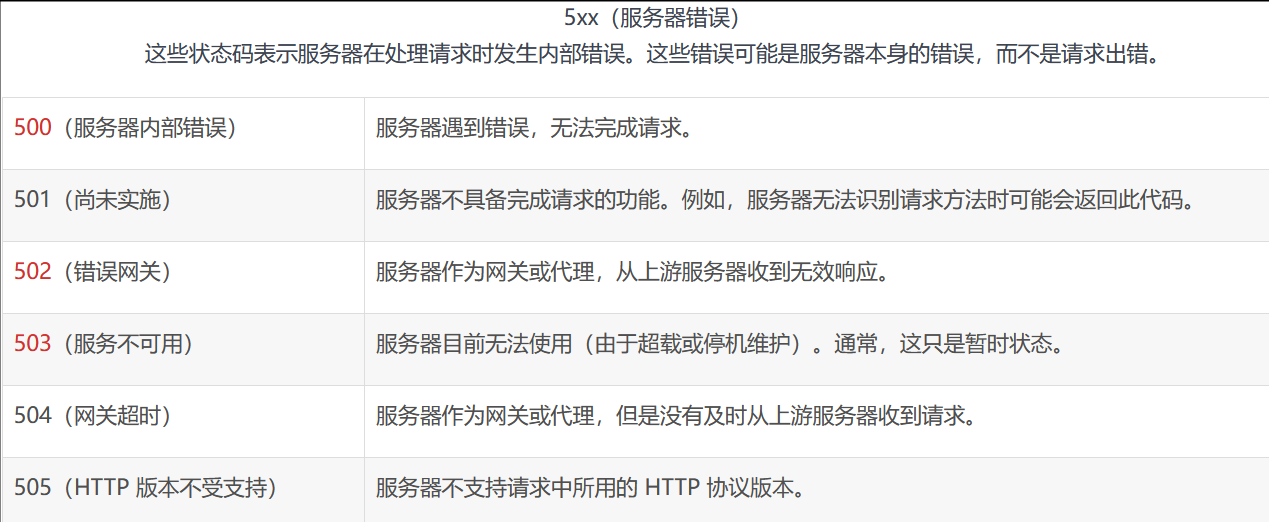 5xx（服务器错误）
这些状态码表示服务器在处理请求时发生内部错误。这些错误可能是服务器本身的错误，而不是请求出错。
500（服务器内部错误） 服务器遇到错误，无法完成请求。
501（尚未实施） 服务器不具备完成请求的功能。例如，服务器无法识别请求方法时可能会返回此代码。
502（错误网关） 服务器作为网关或代理，从上游服务器收到无效响应。
503（服务不可用） 服务器目前无法使用（由于超载或停机维护）。通常，这只是暂时状态。
504（网关超时） 服务器作为网关或代理，但是没有及时从上游服务器收到请求。
505（HTTP 版本不受支持） 服务器不支持请求中所用的 HTTP 协议版本。